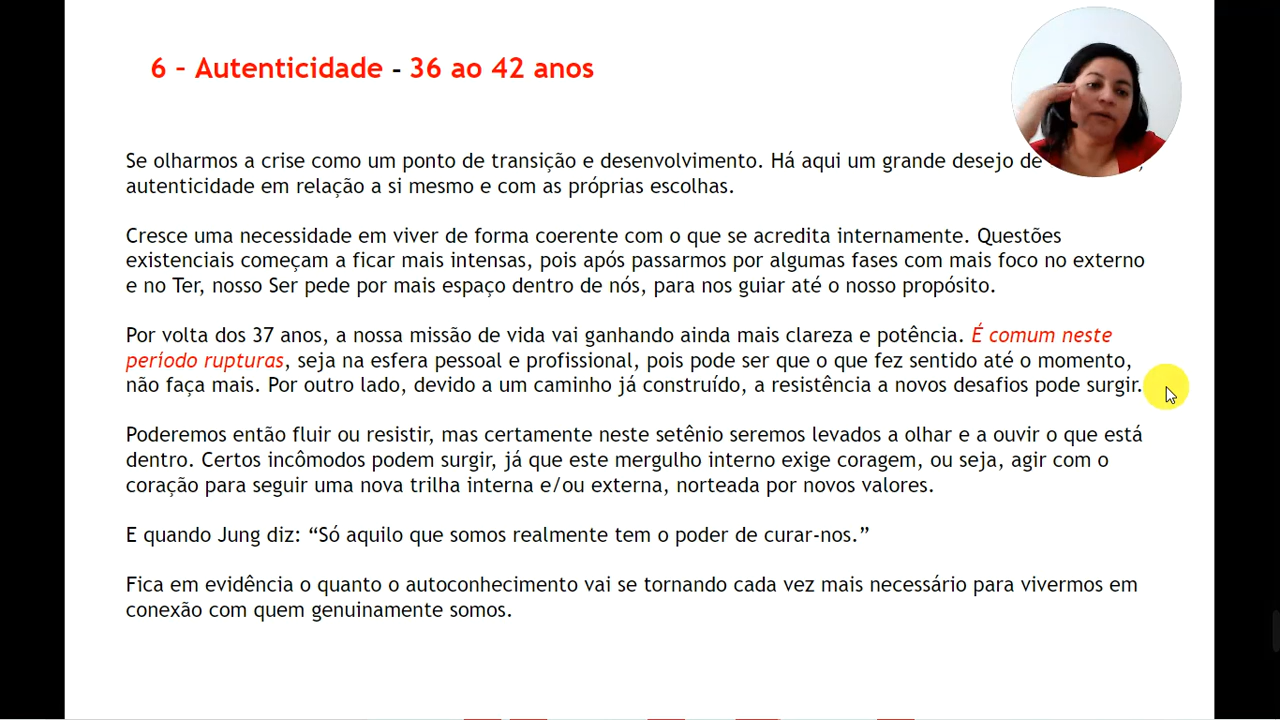 6 – Autenticidade - 36 ao 42 anos
Se olharmos a crise como um ponto de transição e desenvolvimento. Há aqui um grande desejo de
autenticidade em relação a si mesmo e com as próprias escolhas.
Cresce uma necessidade em viver de forma coerente com o que se acredita internamente. Questões
existenciais começam a ficar mais intensas, pois após passarmos por algumas fases com mais foco no externo
e no Ter, nosso Ser pede por mais espaço dentro de nós, para nos guiar até o nosso propósito.
Por volta dos 37 anos, a nossa missão de vida vai ganhando ainda mais clareza e potência. É comum neste
período rupturas, seja na esfera pessoal e profissional, pois pode ser que o que fez sentido até o momento,
não faça mais. Por outro lado, devido a um caminho já construído, a resistência a novos desafios pode surgir.
Poderemos então fluir ou resistir, mas certamente neste setênio seremos levados a olhar e a ouvir o que está
dentro. Certos incômodos podem surgir, já que este mergulho interno exige coragem, ou seja, agir com o
coração para seguir uma nova trilha interna e/ou externa, norteada por novos valores.
E quando Jung diz: “Só aquilo que somos realmente tem o poder de curar-nos.”
Fica em evidência o quanto o autoconhecimento vai se tornando cada vez mais necessário para vivermos em
conexão com quem genuinamente somos.